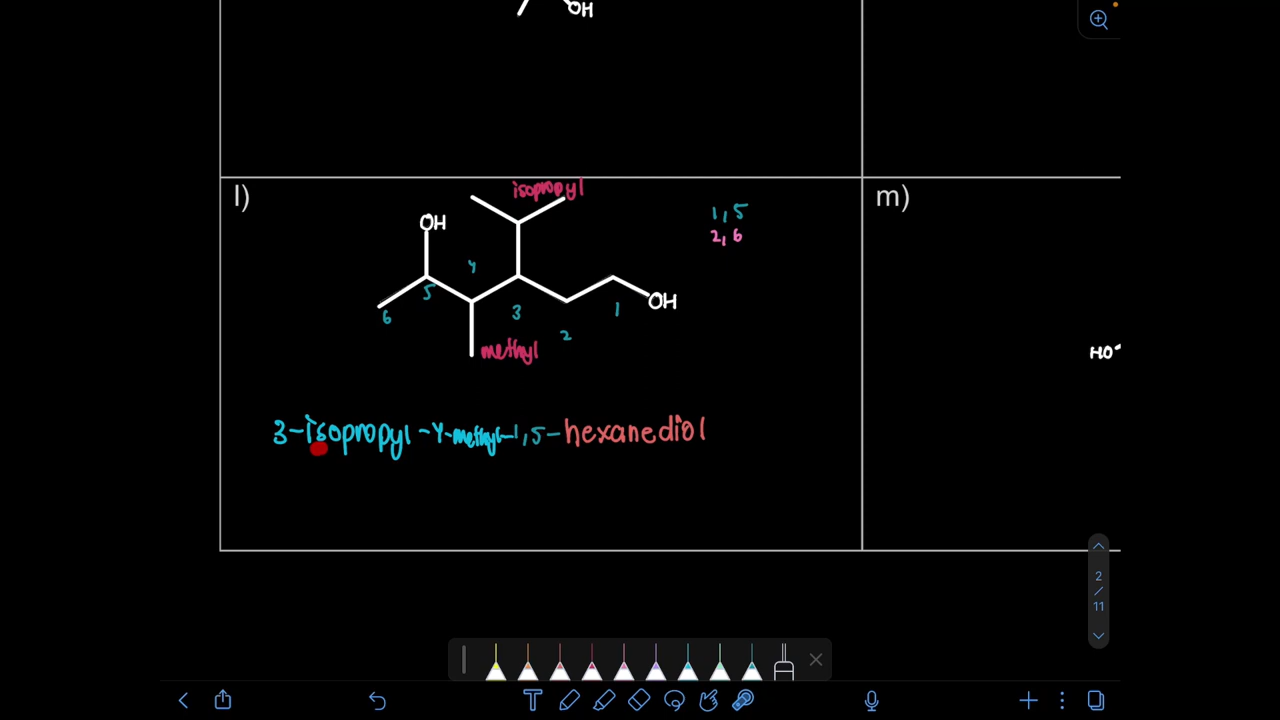 OH
l)
isopropyl
1,5
m)
OH
2,6
4
5
OH
6
3
1
2
methyl
HO
3-isopropyl-4-methyl-1,5-hexanediol
2
/
11